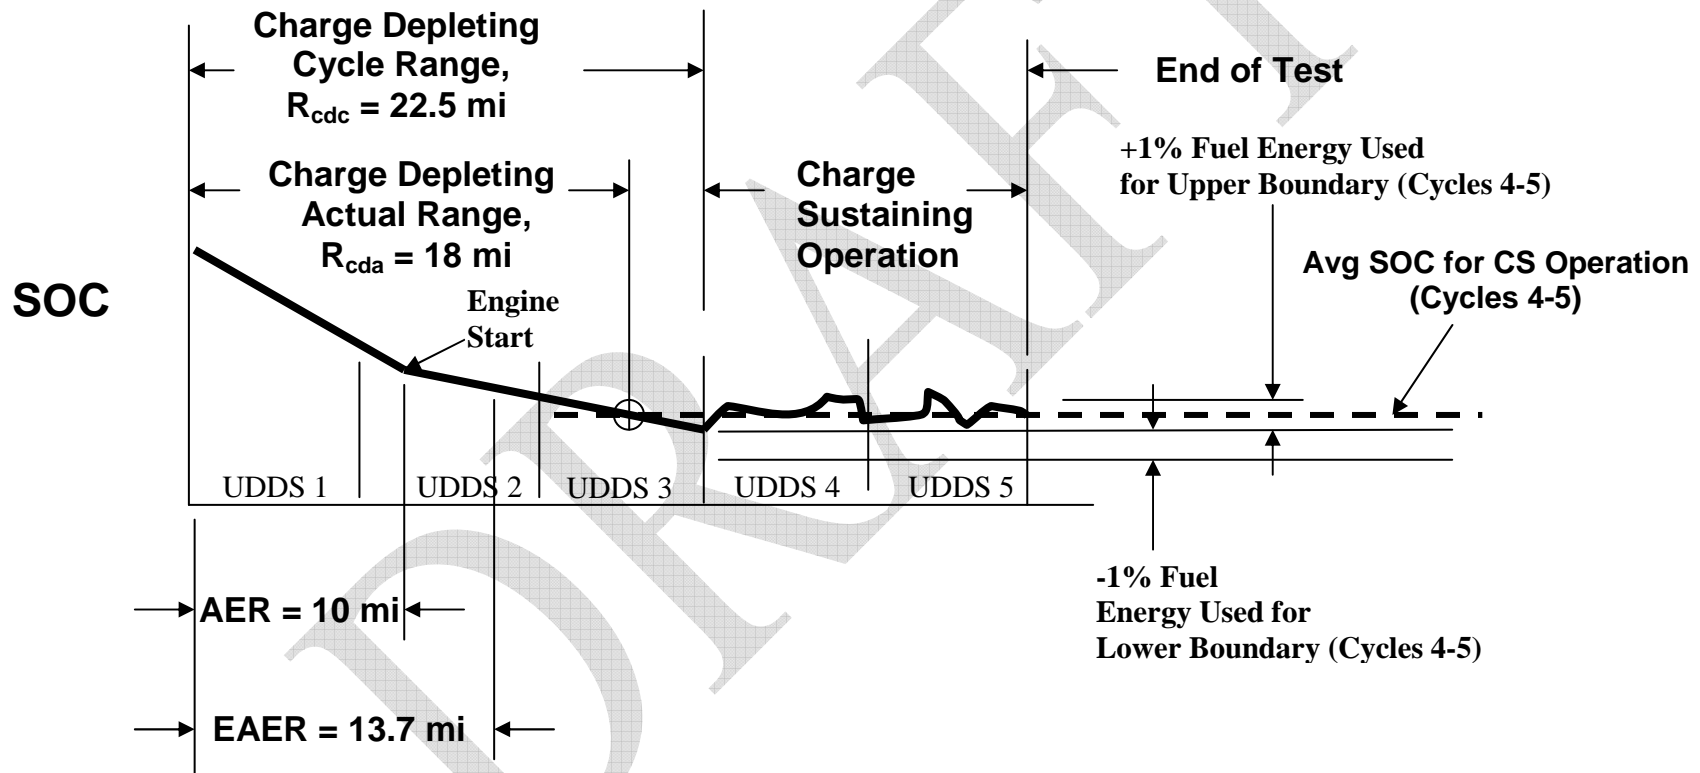 Charge Depleting
Cycle Range,
Rcdc = 22.5 mi
End of Test
+1% Fuel Energy Used
for Upper Boundary (Cycles 4-5)
Charge Depleting
Actual Range,
Rcda = 18 mi
Charge
Sustaining
Operation
Avg SOC for CS Operation
(Cycles 4-5)
SOC
Engine
Start
UDDS 1
UDDS 2
UDDS 3
UDDS 4
UDDS 5
AER = 10 mi
-1% Fuel
Energy Used for
Lower Boundary (Cycles 4-5)
EAER = 13.7 mi
DRAFT